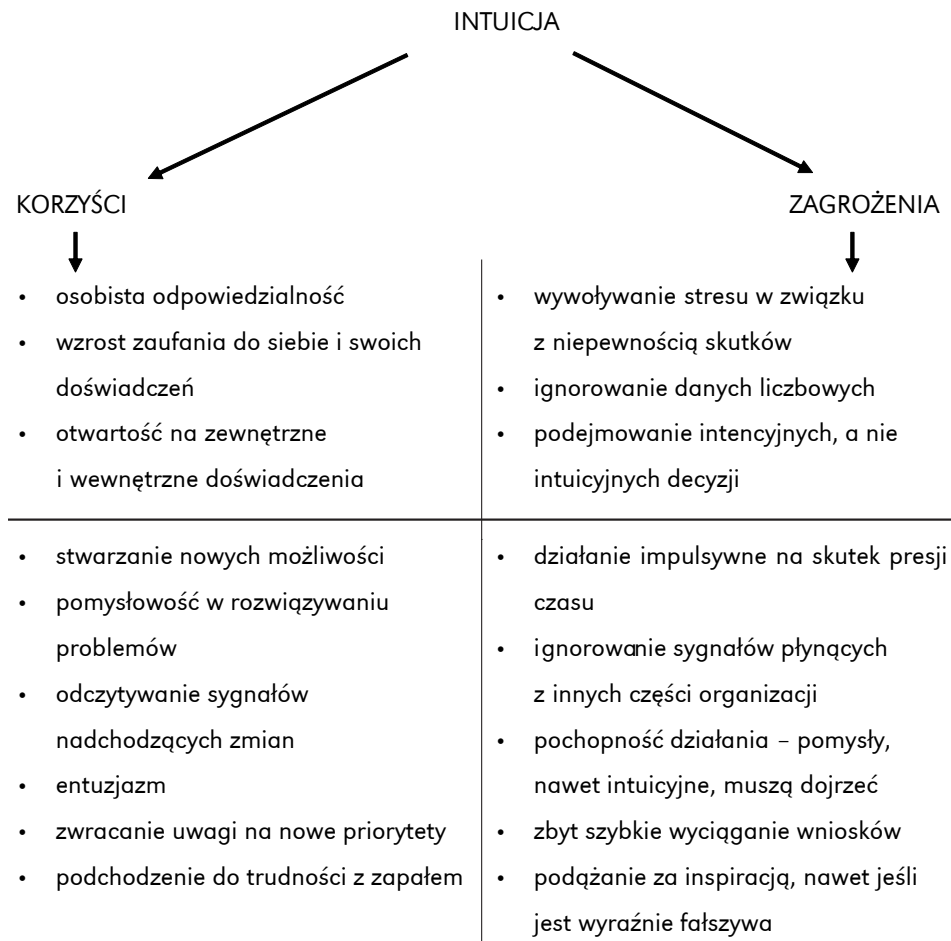 INTUICJA
KORZYŚCI
ZAGROŻENIA
• osobista odpowiedzialność
• wzrost zaufania do siebie i swoich
doświadczeń
• otwartość na zewnętrzne
i wewnętrzne doświadczenia
• wywoływanie stresu w związku
z niepewnością skutków
• ignorowanie danych liczbowych
• podejmowanie intencyjnych, a nie
intuicyjnych decyzji
• stwarzanie nowych możliwości
• pomysłowość w rozwiązywaniu
problemów
• odczytywanie sygnałów
nadchodzących zmian
• entuzjazm
• zwracanie uwagi na nowe priorytety
• podchodzenie do trudności z zapałem
• działanie impulsywne na skutek presji
czasu
• ignorowanie sygnałów płynących
z innych części organizacji
• pochopność działania – pomysły,
nawet intuicyjne, muszą dojrzeć
• zbyt szybkie wyciąganie wniosków
• podążanie za inspiracją, nawet jeśli
jest wyraźnie fałszywa